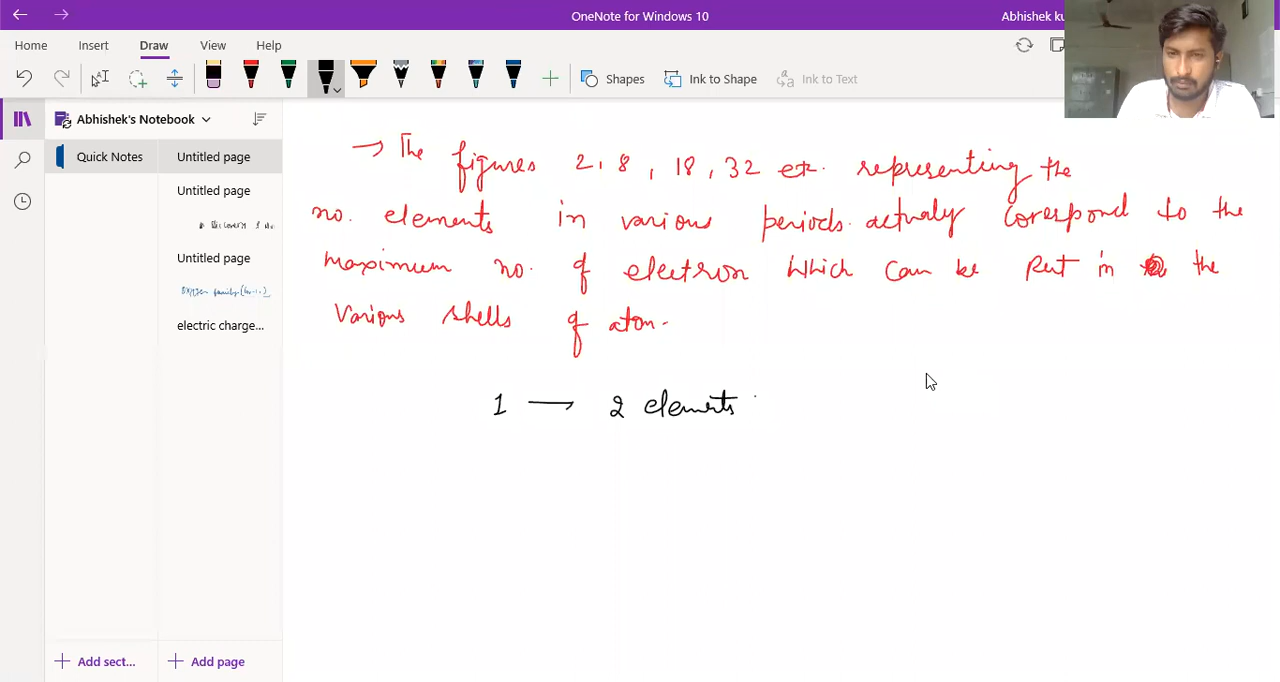 OneNote for Windows 10
Abhishek ku
Home Insert Draw View Help
Shapes Ink to Shape Ink to Text
Abhishek's Notebook
Quick Notes
Untitled page
Untitled page
Untitled page
electric charge...
→ The figures 2, 8, 18, 32 etc. representing the
no. elements in various periods. actualy correspond to the
maximum no. of electron which can be Put in the
Various shells of atom.
1 — 2 elements
Add sect... Add page